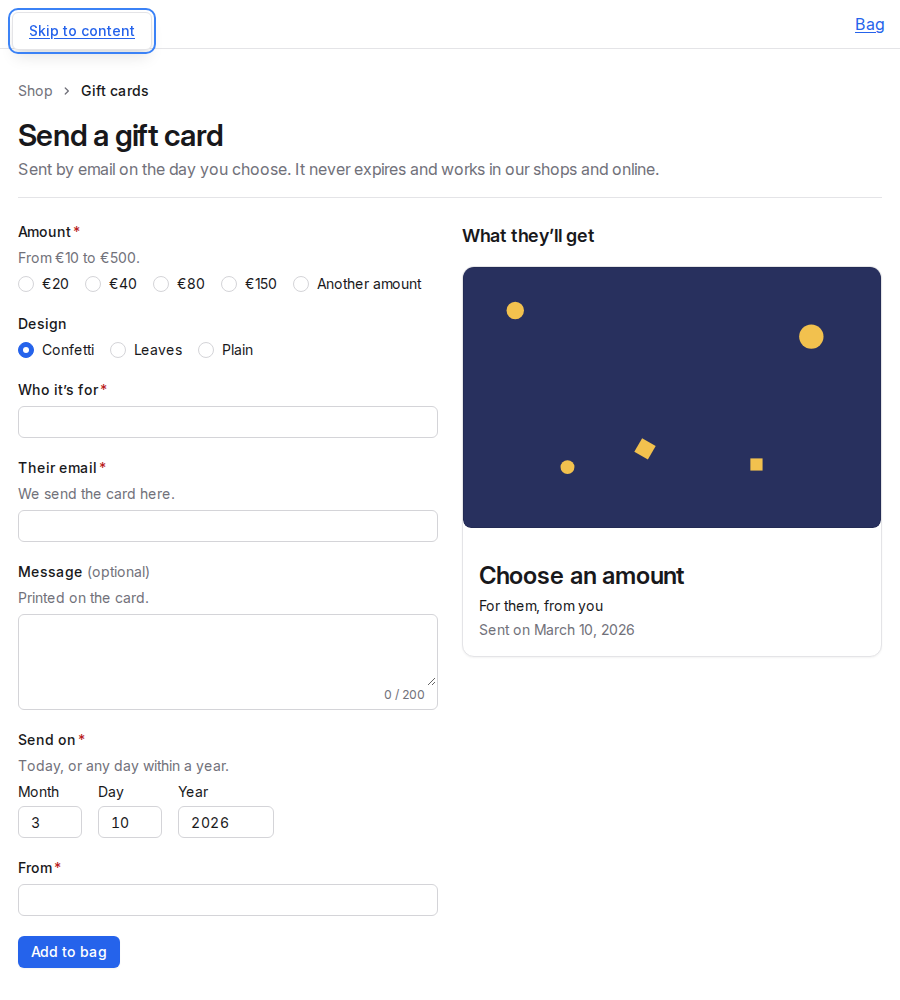 Skip to content
Bag
Shop > Gift cards
Send a gift card
Sent by email on the day you choose. It never expires and works in our shops and online.
Amount *
From €10 to €500.
€20 €40 €80 €150 Another amount
Design
Confetti Leaves Plain
Who it’s for *
Their email *
We send the card here.
Message (optional)
Printed on the card.
0 / 200
Send on *
Today, or any day within a year.
Month Day Year
3 10 2026
From *
Add to bag
What they’ll get
Choose an amount
For them, from you
Sent on March 10, 2026